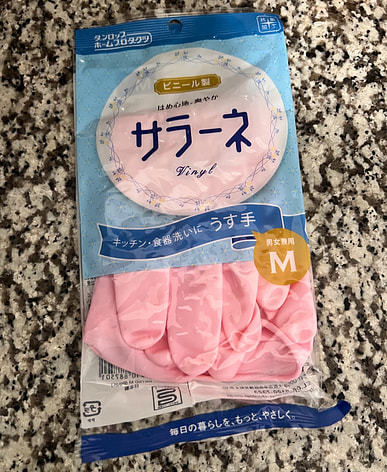 ダンロップ
ホームプロダクツ
ビニール製
はめ心地・爽やか
サラーネ
Vinyl
キッチン・食器洗いに うす手
男女兼用
M
毎日の暮らしを、もっと、やさしく。